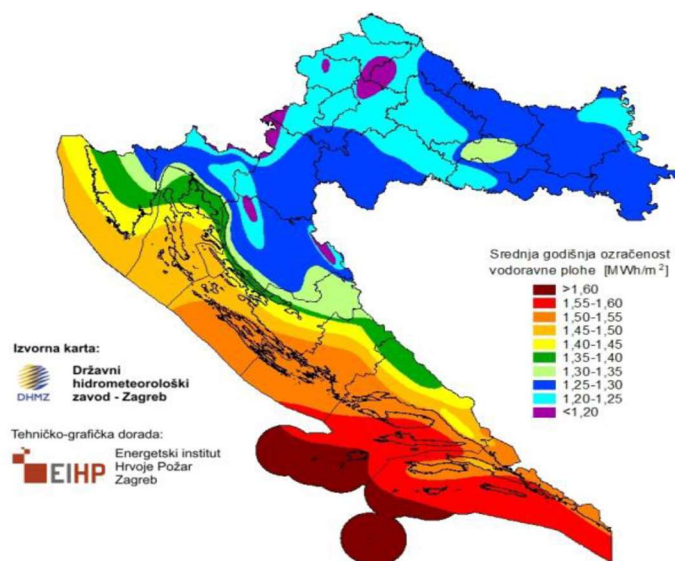 Srednja godišnja ozračenost
vodoravne plohe [MWh/m²]
>1,60
1,55-1,60
1,50-1,55
1,45-1,50
1,40-1,45
1,35-1,40
1,30-1,35
1,25-1,30
1,20-1,25
<1,20
Izvorna karta:
DHMZ
Državni
hidrometeorološki
zavod - Zagreb
Tehničko-grafička dorada:
EIHP
Energetski institut
Hrvoje Požar
Zagreb